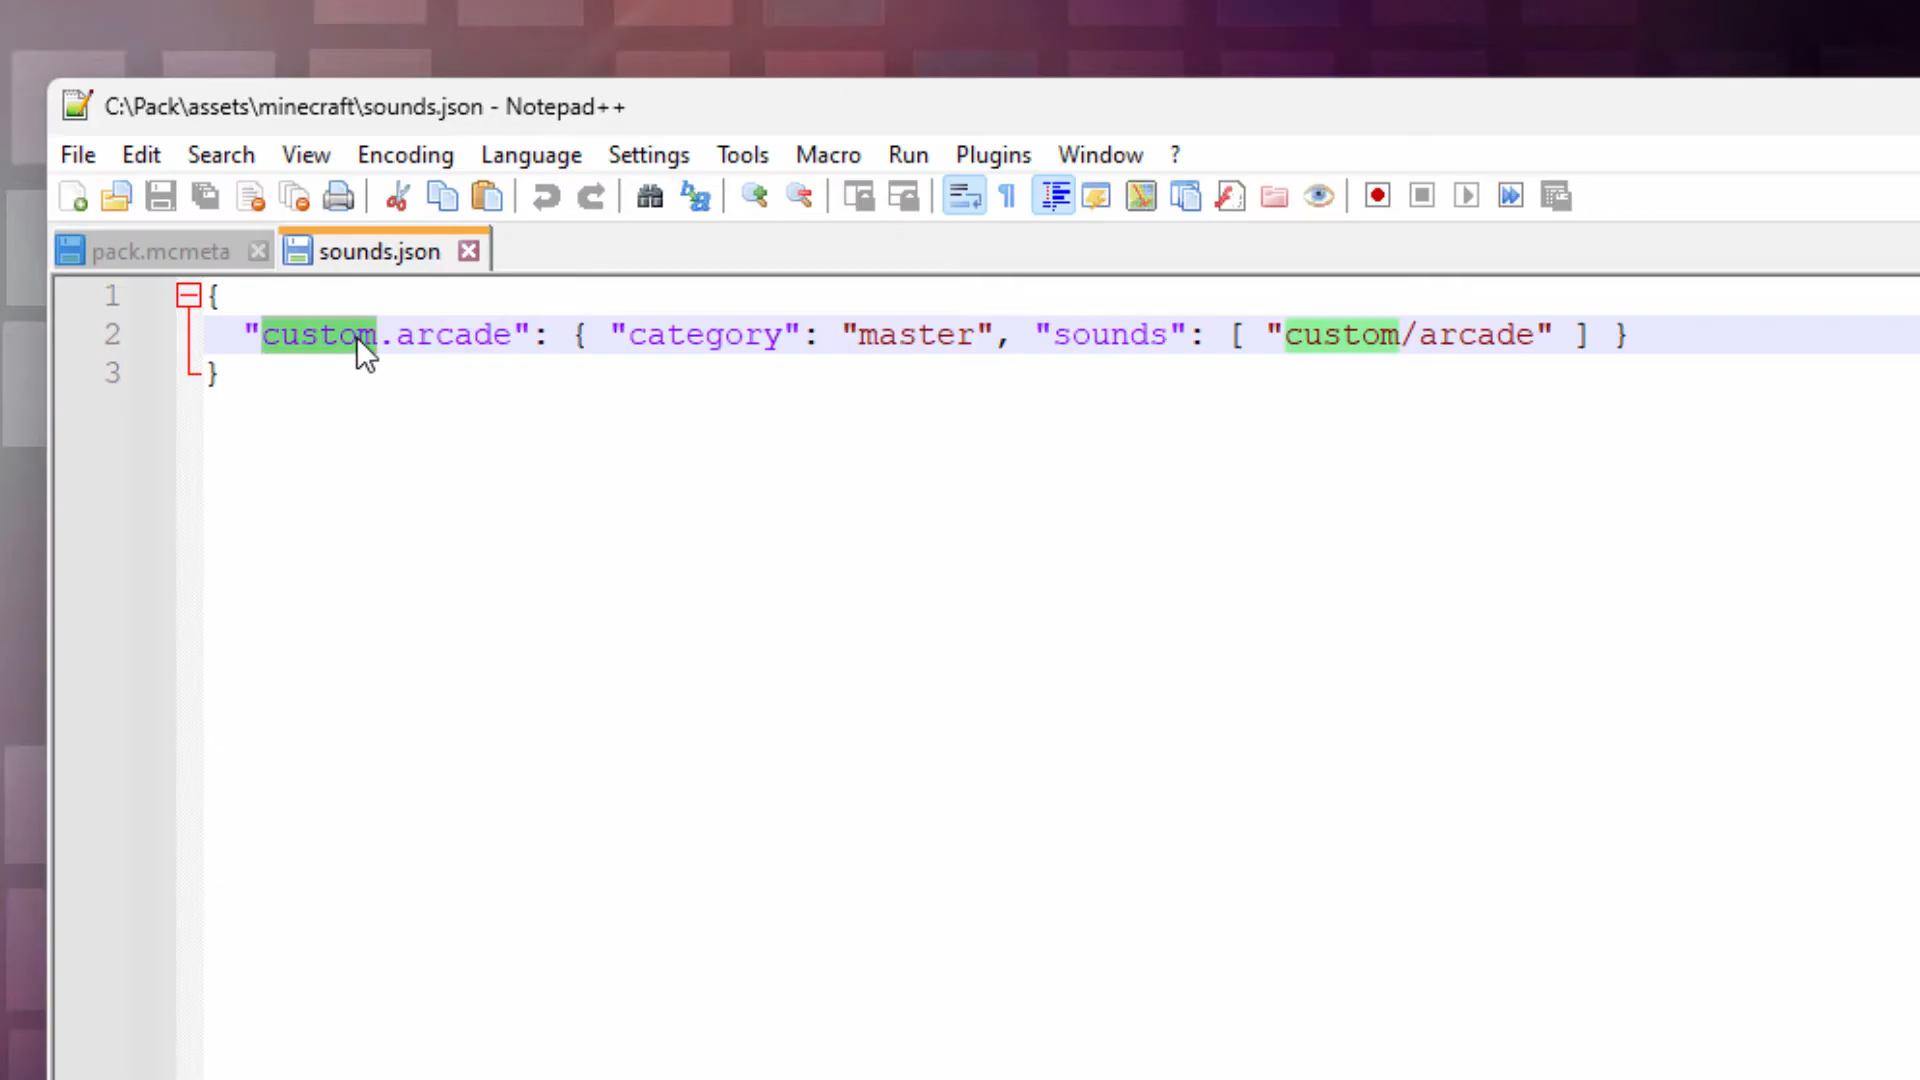 C:\Pack\assets\minecraft\sounds.json - Notepad++
File Edit Search View Encoding Language Settings Tools Macro Run Plugins Window ?
pack.mcmeta sounds.json
1 {
2 "custom.arcade": { "category": "master", "sounds": [ "custom/arcade" ] }
3 }